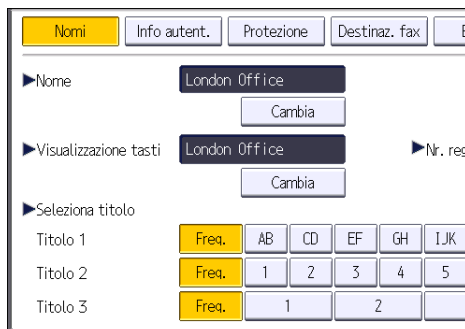 Nomi Info autent. Protezione Destinaz. fax
Nome London Office
Cambia
Visualizzazione tasti London Office Nr. reg
Cambia
Seleziona titolo
Titolo 1 Freq. AB CD EF GH IJK
Titolo 2 Freq. 1 2 3 4 5
Titolo 3 Freq. 1 2